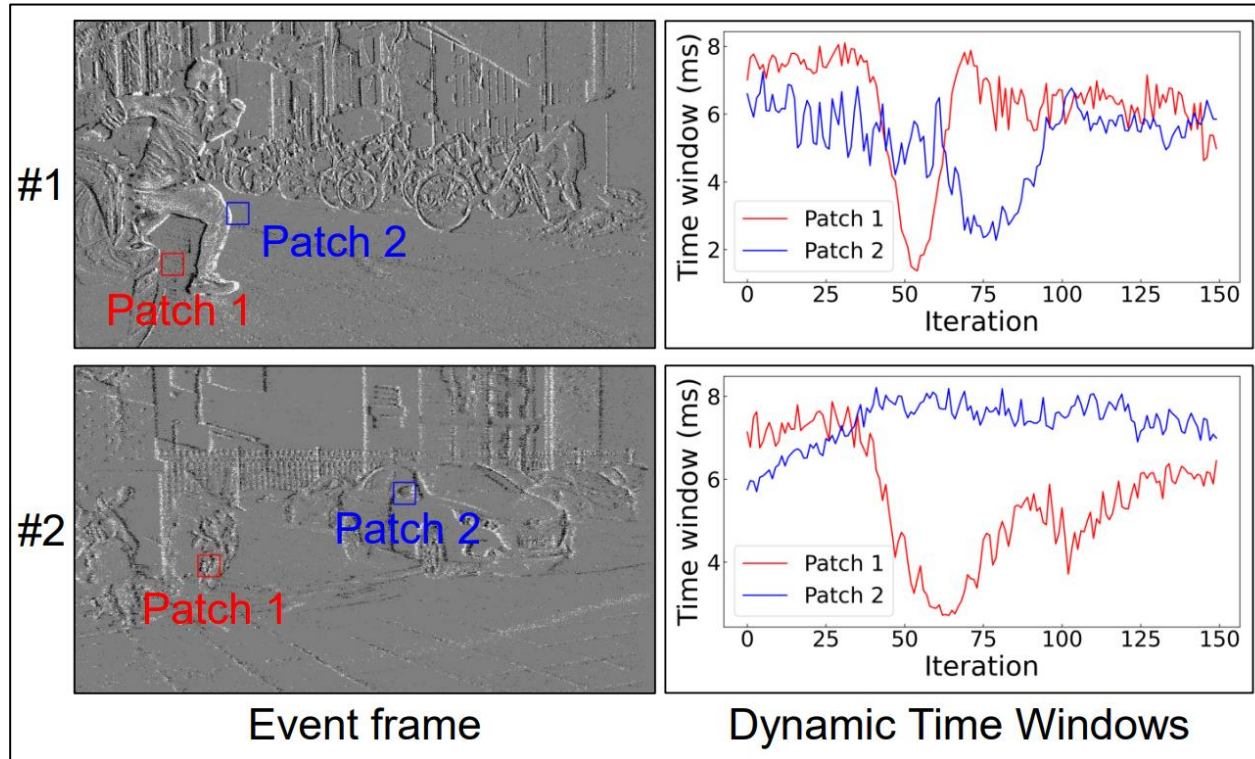 #1
Patch 1
Patch 2
Time window (ms)
8
6
4
2
Patch 1
Patch 2
0 25 50 75 100 125 150
Iteration
#2
Patch 1
Patch 2
Time window (ms)
8
6
4
Patch 1
Patch 2
0 25 50 75 100 125 150
Iteration
Event frame
Dynamic Time Windows